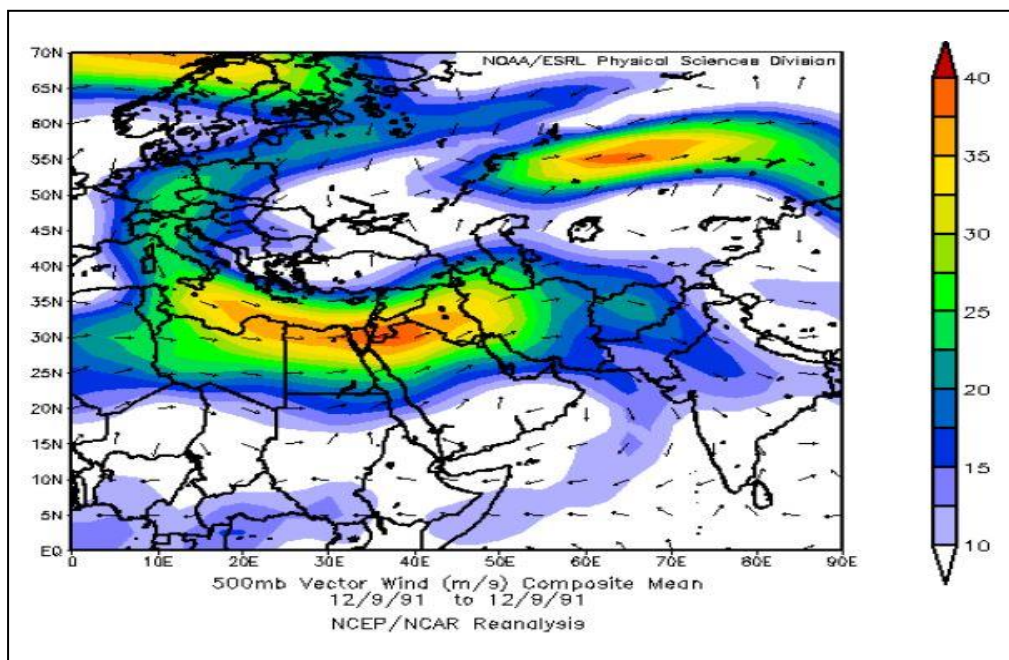 NOAA/ESRL Physical Sciences Division
70N
65N
60N
55N
50N
45N
40N
35N
30N
25N
20N
15N
10N
5N
EQ
0 10E 20E 30E 40E 50E 60E 70E 80E 90E
40
35
30
25
20
15
10
500mb Vector Wind (m/s) Composite Mean
12/9/91 to 12/9/91
NCEP/NCAR Reanalysis